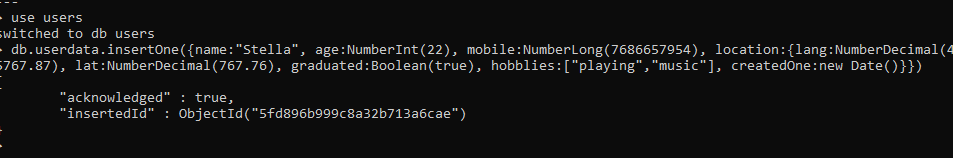 ---
> use users
switched to db users
> db.userdata.insertOne({name:"Stella", age:NumberInt(22), mobile:NumberLong(7686657954), location:{lang:NumberDecimal(4
5767.87), lat:NumberDecimal(767.76), graduated:Boolean(true), hobblies:["playing","music"], createdOne:new Date()}})
{
"acknowledged" : true,
"insertedId" : ObjectId("5fd896b999c8a32b713a6cae")
}
>